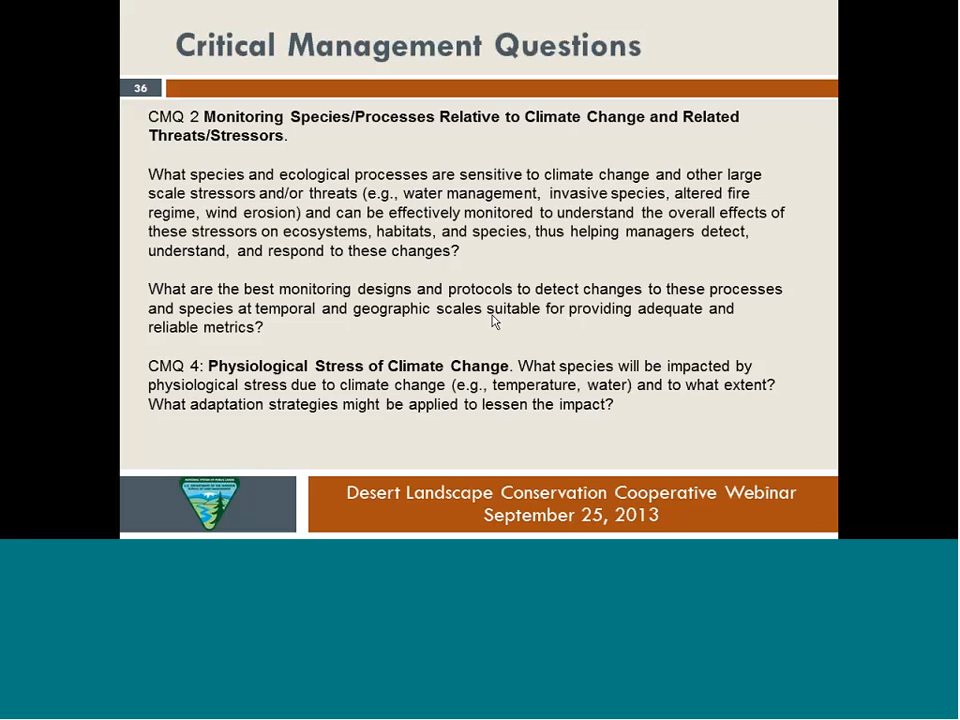 Critical Management Questions
36
CMQ 2 Monitoring Species/Processes Relative to Climate Change and Related
Threats/Stressors.
What species and ecological processes are sensitive to climate change and other large
scale stressors and/or threats (e.g., water management, invasive species, altered fire
regime, wind erosion) and can be effectively monitored to understand the overall effects of
these stressors on ecosystems, habitats, and species, thus helping managers detect,
understand, and respond to these changes?
What are the best monitoring designs and protocols to detect changes to these processes
and species at temporal and geographic scales suitable for providing adequate and
reliable metrics?
CMQ 4: Physiological Stress of Climate Change. What species will be impacted by
physiological stress due to climate change (e.g., temperature, water) and to what extent?
What adaptation strategies might be applied to lessen the impact?
Desert Landscape Conservation Cooperative Webinar
September 25, 2013